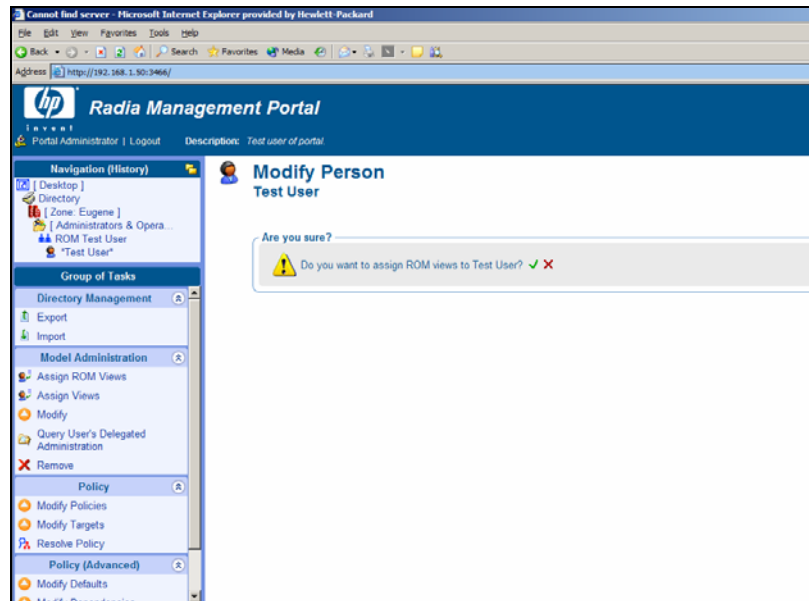 Cannot find server - Microsoft Internet Explorer provided by Hewlett-Packard
File Edit View Favorites Tools Help
Back Search Favorites Media
Address http://192.168.1.50:3466/
hp
invent
Radia Management Portal
Portal Administrator | Logout Description: Test user of portal.
Navigation (History)
[ Desktop ]
Directory
[ Zone: Eugene ]
[ Administrators & Opera...
ROM Test User
"Test User"
Group of Tasks
Directory Management
Export
Import
Model Administration
Assign ROM Views
Assign Views
Modify
Query User's Delegated
Administration
Remove
Policy
Modify Policies
Modify Targets
Resolve Policy
Policy (Advanced)
Modify Defaults
Modify Dependencies
Modify Person
Test User
Are you sure?
Do you want to assign ROM views to Test User?